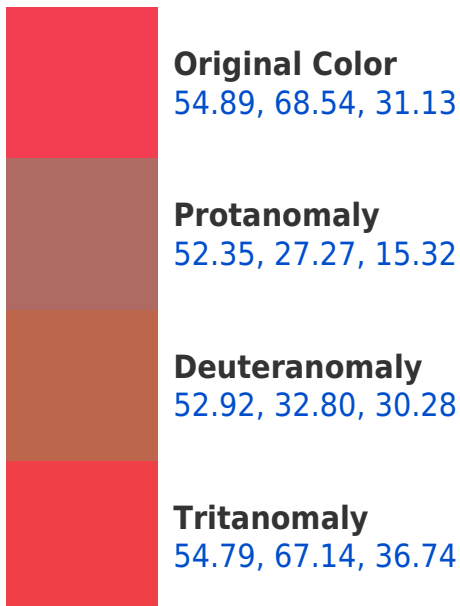 Original Color
54.89, 68.54, 31.13
Protanomaly
52.35, 27.27, 15.32
Deuteranomaly
52.92, 32.80, 30.28
Tritanomaly
54.79, 67.14, 36.74